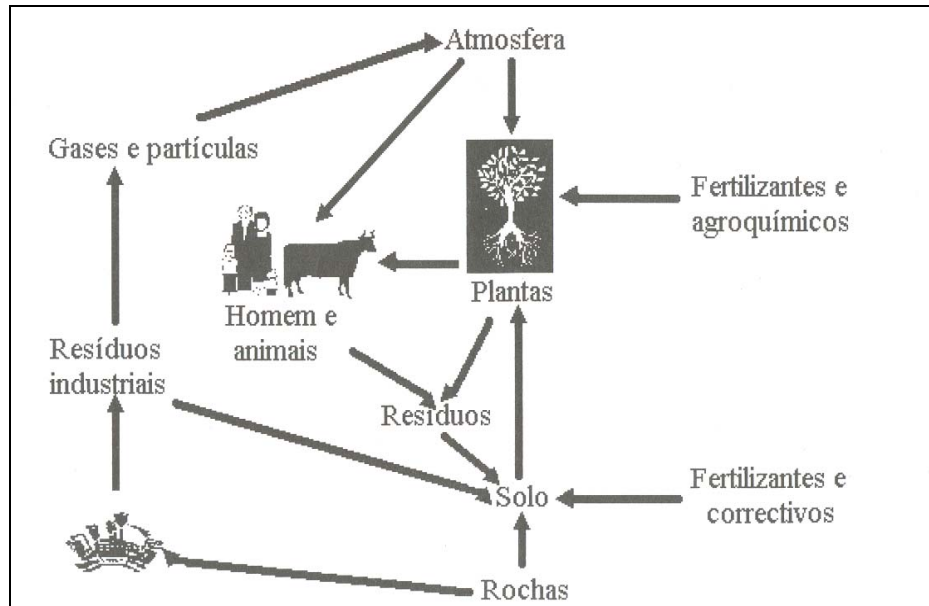 Atmosfera
Gases e partículas
Fertilizantes e
agroquímicos
Plantas
Homem e
animais
Resíduos
industriais
Resíduos
Solo
Fertilizantes e
correctivos
Rochas